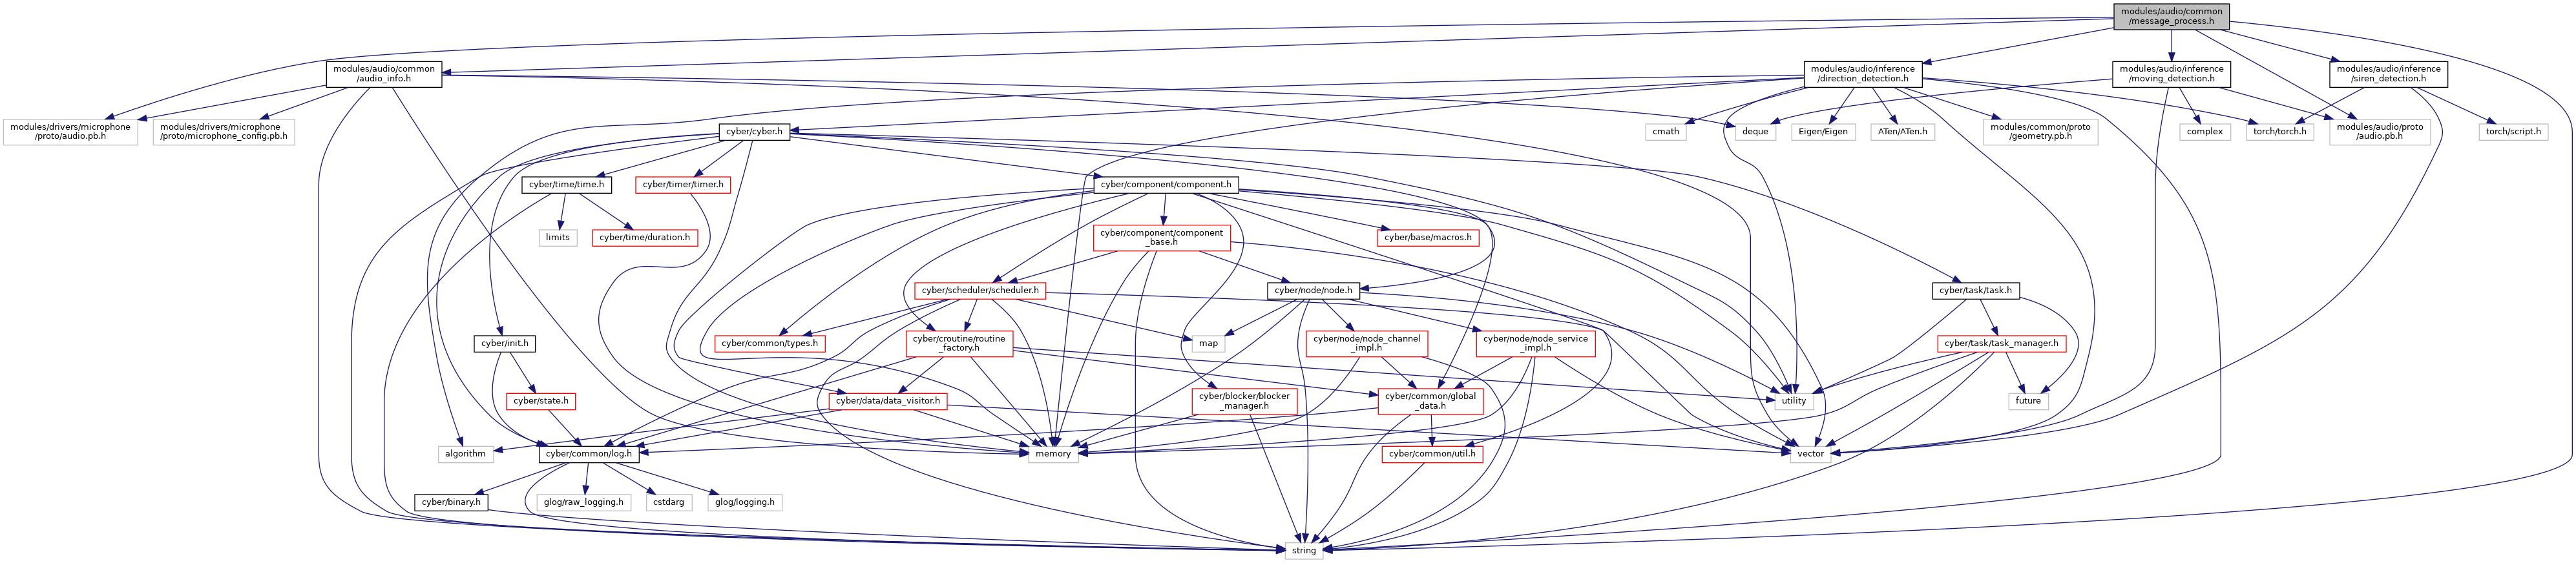 modules/audio/common
/message_process.h
modules/audio/common
/audio_info.h
modules/audio/inference
/direction_detection.h
modules/audio/inference
/moving_detection.h
modules/audio/inference
/siren_detection.h
modules/drivers/microphone
/proto/audio.pb.h
modules/drivers/microphone
/proto/microphone_config.pb.h
cyber/cyber.h
cmath
deque
Eigen/Eigen
ATen/ATen.h
modules/common/proto
/geometry.pb.h
complex
torch/torch.h
modules/audio/proto
/audio.pb.h
torch/script.h
cyber/time/time.h
cyber/timer/timer.h
cyber/component/component.h
limits
cyber/time/duration.h
cyber/component/component
_base.h
cyber/base/macros.h
cyber/scheduler/scheduler.h
cyber/node/node.h
cyber/task/task.h
cyber/init.h
cyber/common/types.h
cyber/croutine/routine
_factory.h
map
cyber/node/node_channel
_impl.h
cyber/node/node_service
_impl.h
cyber/task/task_manager.h
cyber/state.h
cyber/data/data_visitor.h
cyber/blocker/blocker
_manager.h
cyber/common/global
_data.h
utility
future
algorithm
cyber/common/log.h
memory
cyber/common/util.h
vector
cyber/binary.h
glog/raw_logging.h
cstdarg
glog/logging.h
string